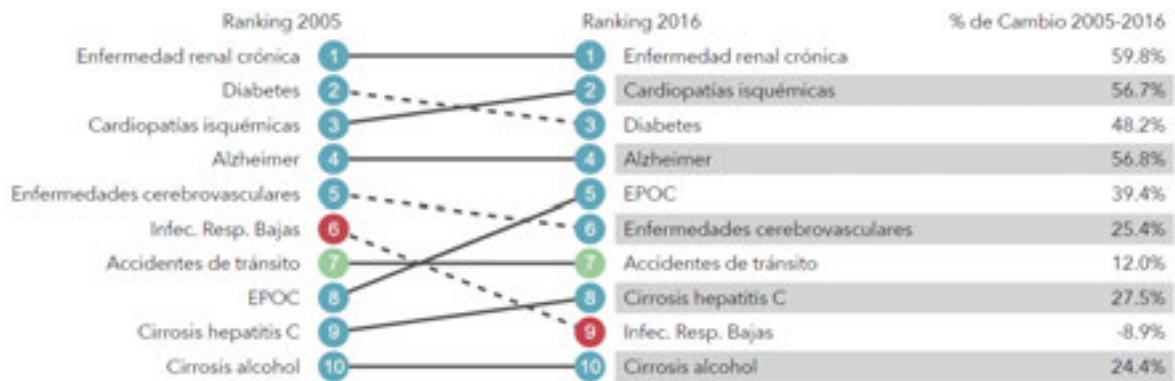 Ranking 2005 Ranking 2016 % de Cambio 2005-2016
Enfermedad renal crónica 1 1 Enfermedad renal crónica 59.8%
Diabetes 2 2 Cardiopatías isquémicas 56.7%
Cardiopatías isquémicas 3 3 Diabetes 48.2%
Alzheimer 4 4 Alzheimer 56.8%
Enfermedades cerebrovasculares 5 5 EPOC 39.4%
Infec. Resp. Bajas 6 6 Enfermedades cerebrovasculares 25.4%
Accidentes de tránsito 7 7 Accidentes de tránsito 12.0%
EPOC 8 8 Cirrosis hepatitis C 27.5%
Cirrosis hepatitis C 9 9 Infec. Resp. Bajas -8.9%
Cirrosis alcohol 10 10 Cirrosis alcohol 24.4%